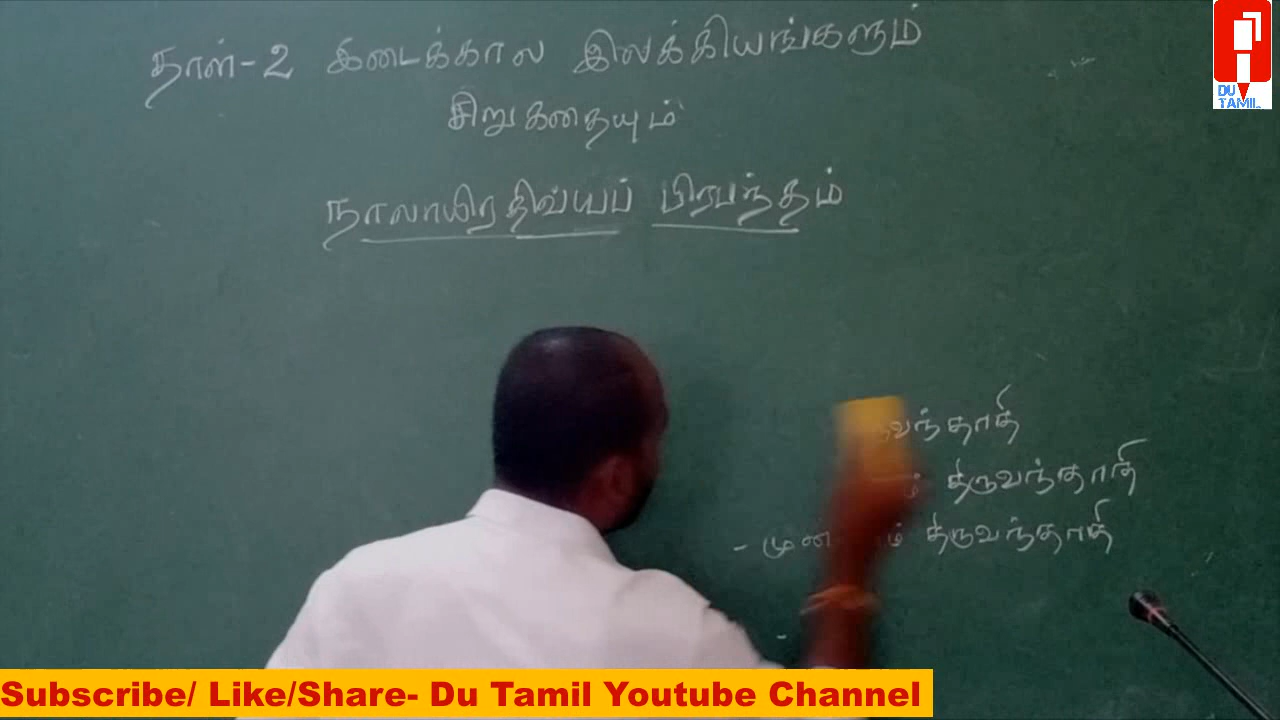 தாள்-2 இடைக்கால இலக்கியங்களும்
சிறுகதையும்
நாலாயிரதிவ்யப் பிரபந்தம்
திருவந்தாதி
- திருவந்தாதி
DU
TAMIL
Subscribe/ Like/Share- Du Tamil Youtube Channel